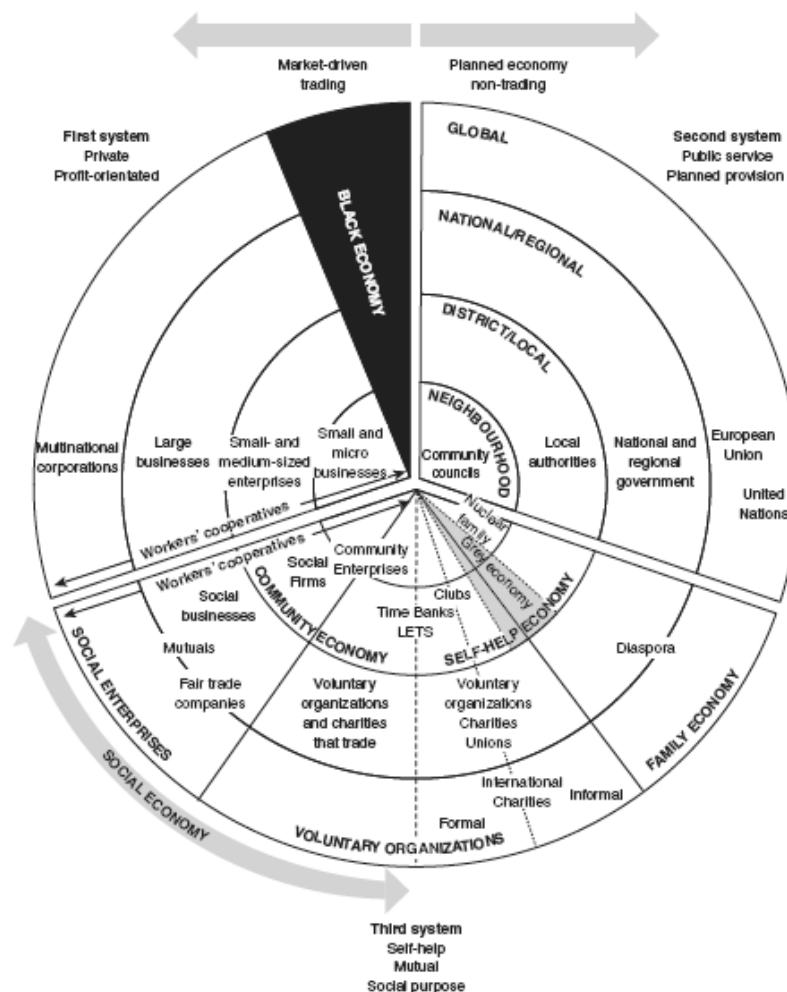 Market-driven
trading
Planned economy
non-trading
First system
Private
Profit-orientated
Second system
Public service
Planned provision
BLACK ECONOMY
GLOBAL
NATIONAL/REGIONAL
DISTRICT/LOCAL
NEIGHBOURHOOD
Multinational
corporations
Large
businesses
Small- and
medium-sized
enterprises
Small and
micro
businesses
Community
councils
Local
authorities
National and
regional
government
European
Union
United
Nations
Workers' cooperatives
Workers' cooperatives
Nuclear
family
Grey economy
Social
Firms
Community
Enterprises
Social
businesses
COMMUNITY ECONOMY
Clubs
Time Banks
LETS
SELF-HELP ECONOMY
Diaspora
Mutuals
Fair trade
companies
Voluntary
organizations
and charities
that trade
Voluntary
organizations
Charities
Unions
SOCIAL ENTERPRISES
FAMILY ECONOMY
International
Charities
Informal
Formal
VOLUNTARY ORGANIZATIONS
SOCIAL ECONOMY
Third system
Self-help
Mutual
Social purpose